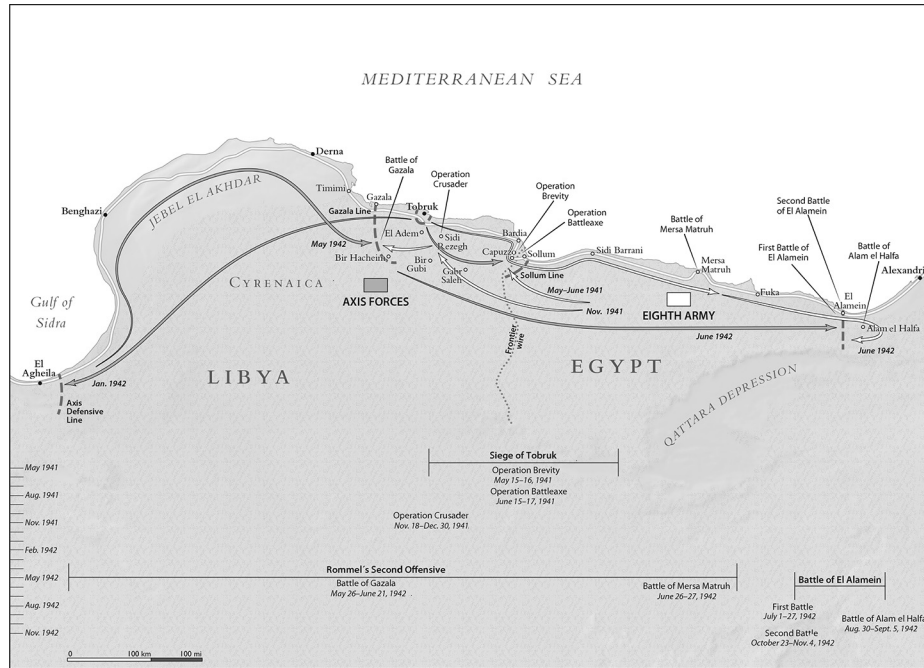 MEDITERRANEAN SEA
Derna
Battle of
Gazala
Operation
Crusader
Timimi
Gazala
JEBEL EL AKHDAR
Benghazi
Gazala Line
Tobruk
Operation
Brevity
Operation
Battleaxe
Second Battle
of El Alamein
Battle of
Mersa Matruh
First Battle of
El Alamein
Battle of
Alam el Halfa
May 1942
El Adem
Sidi
Rezegh
Bardia
Capuzzo
Sollum
Sidi Barrani
Bir Hacheim
Bir
Gubi
Gabr
Saleh
Sollum Line
Mersa
Matruh
Alexandri
CYRENAICA
AXIS FORCES
May–June 1941
Nov. 1941
EIGHTH ARMY
Fuka
El
Alamein
Alam el Halfa
Gulf of
Sidra
June 1942
June 1942
Frontier
wire
El
Agheila
Jan. 1942
LIBYA
EGYPT
Axis
Defensive
Line
QATTARA DEPRESSION
May 1941
Aug. 1941
Nov. 1941
Feb. 1942
May 1942
Aug. 1942
Nov. 1942
Siege of Tobruk
Operation Brevity
May 15–16, 1941
Operation Battleaxe
June 15–17, 1941
Operation Crusader
Nov. 18–Dec. 30, 1941
Rommel's Second Offensive
Battle of Gazala
May 26–June 21, 1942
Battle of Mersa Matruh
June 26–27, 1942
Battle of El Alamein
First Battle
July 1–27, 1942
Battle of Alam el Halfa
Aug. 30–Sept. 5, 1942
Second Battle
October 23–Nov. 4, 1942
0
100 km
100 mi